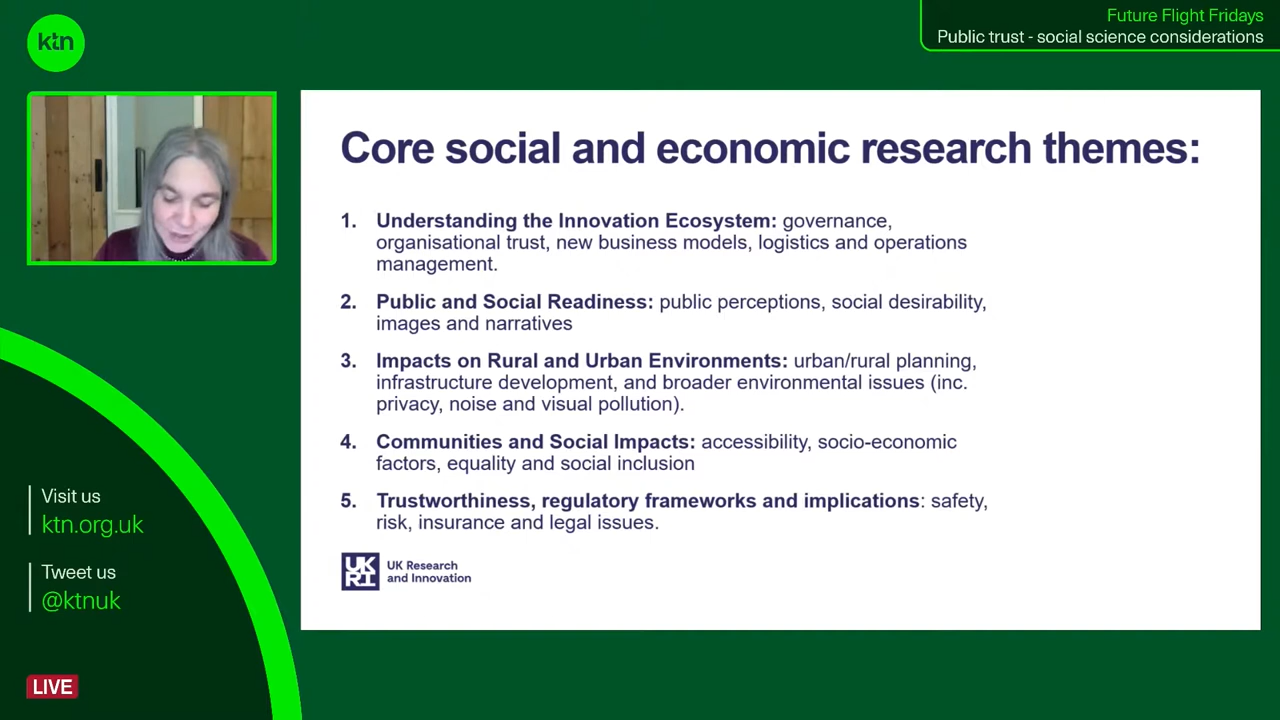 ktn
Future Flight Fridays
Public trust - social science considerations
Core social and economic research themes:
1. Understanding the Innovation Ecosystem: governance,
organisational trust, new business models, logistics and operations
management.
2. Public and Social Readiness: public perceptions, social desirability,
images and narratives
3. Impacts on Rural and Urban Environments: urban/rural planning,
infrastructure development, and broader environmental issues (inc.
privacy, noise and visual pollution).
4. Communities and Social Impacts: accessibility, socio-economic
factors, equality and social inclusion
5. Trustworthiness, regulatory frameworks and implications: safety,
risk, insurance and legal issues.
UK
RI
UK Research
and Innovation
Visit us
ktn.org.uk
Tweet us
@ktnuk
LIVE